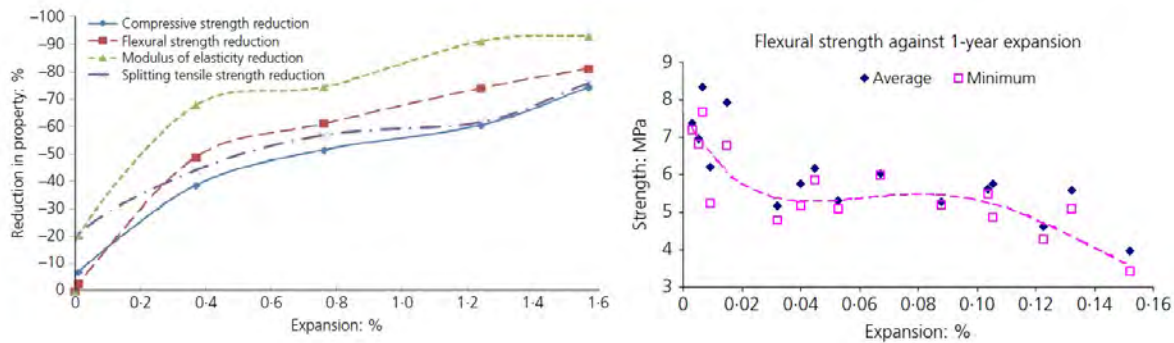 –100
–90
–80
–70
–60
–50
–40
–30
–20
–10
0
Reduction in property: %
Compressive strength reduction
Flexural strength reduction
Modulus of elasticity reduction
Splitting tensile strength reduction
0 0·2 0·4 0·6 0·8 1·0 1·2 1·4 1·6
Expansion: %
Flexural strength against 1-year expansion
Average Minimum
9
8
7
6
5
4
3
Strength: MPa
0 0·02 0·04 0·06 0·08 0·10 0·12 0·14 0·16
Expansion: %